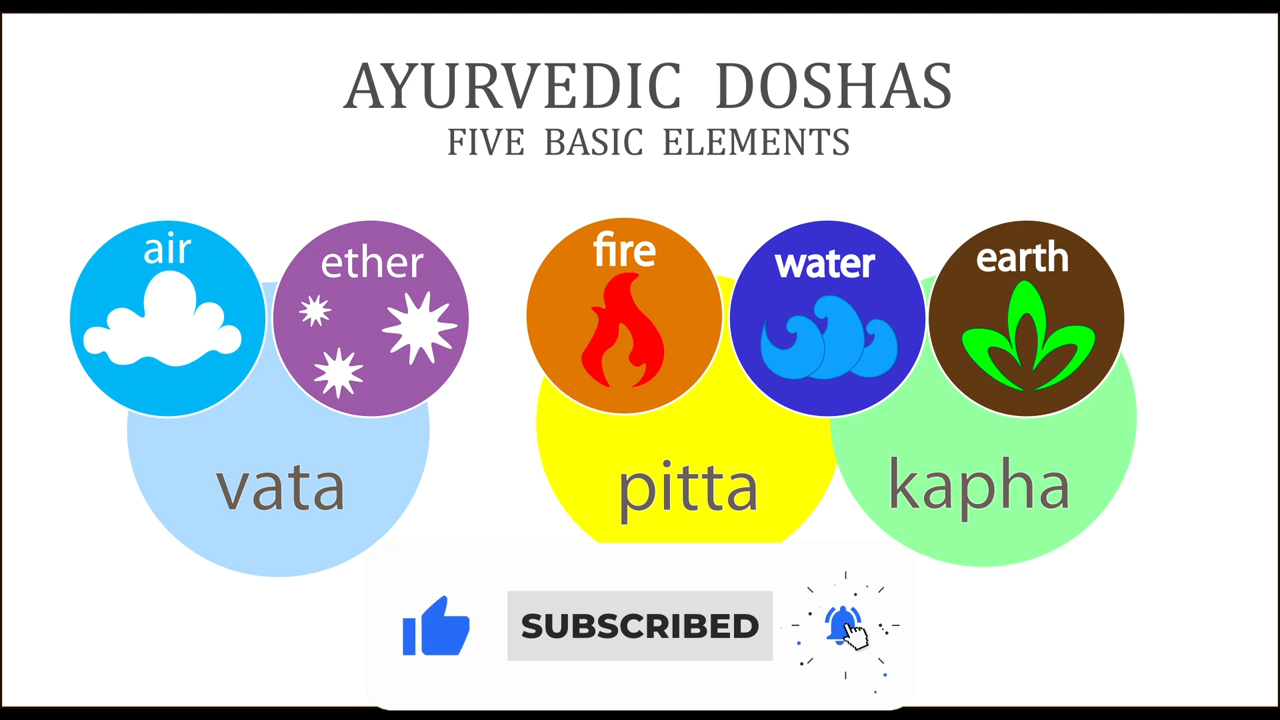 AYURVEDIC DOSHAS
FIVE BASIC ELEMENTS
air
ether
fire
water
earth
vata
pitta
kapha
SUBSCRIBED